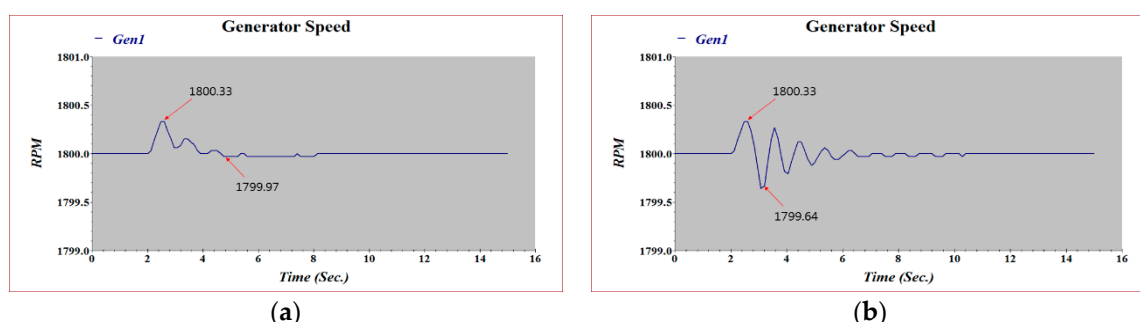 Generator Speed
Gen1
1801.0
1800.5
1800.0
1799.5
1799.0
RPM
1800.33
1799.97
0 2 4 6 8 10 12 14 16
Time (Sec.)
(a)
Generator Speed
Gen1
1801.0
1800.5
1800.0
1799.5
1799.0
RPM
1800.33
1799.64
0 2 4 6 8 10 12 14 16
Time (Sec.)
(b)